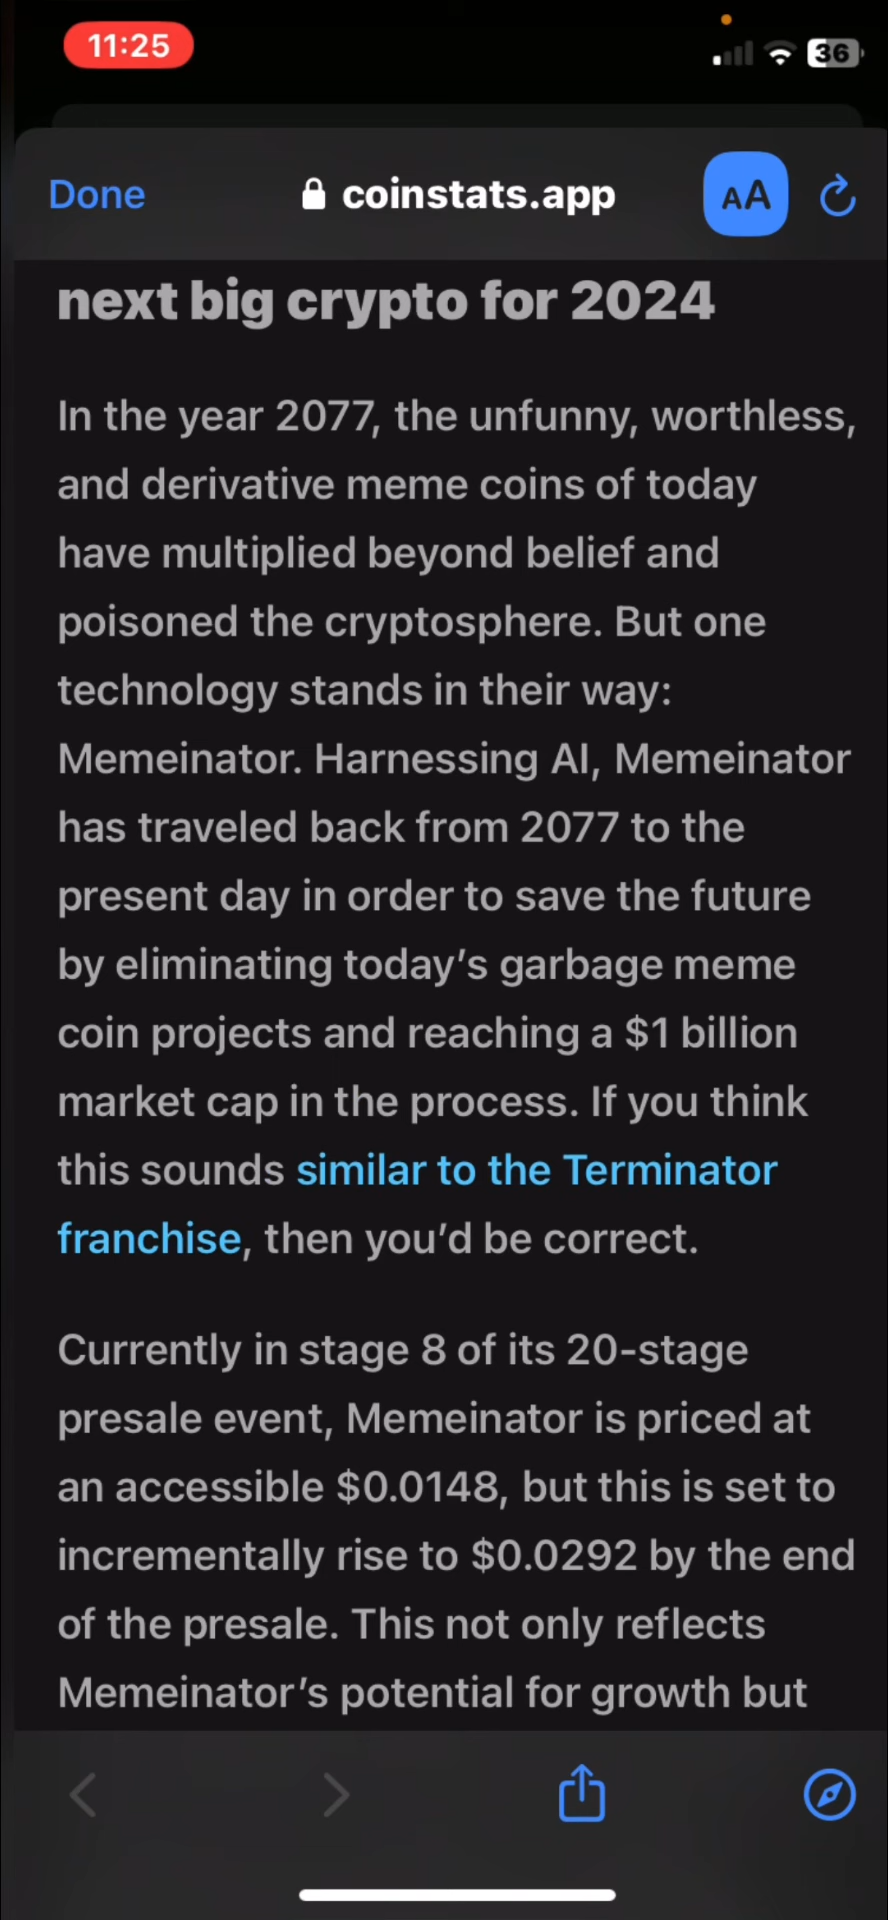 11:25
36
Done
coinstats.app
AA
next big crypto for 2024
In the year 2077, the unfunny, worthless,
and derivative meme coins of today
have multiplied beyond belief and
poisoned the cryptosphere. But one
technology stands in their way:
Memeinator. Harnessing AI, Memeinator
has traveled back from 2077 to the
present day in order to save the future
by eliminating today’s garbage meme
coin projects and reaching a $1 billion
market cap in the process. If you think
this sounds similar to the Terminator
franchise, then you’d be correct.
Currently in stage 8 of its 20-stage
presale event, Memeinator is priced at
an accessible $0.0148, but this is set to
incrementally rise to $0.0292 by the end
of the presale. This not only reflects
Memeinator’s potential for growth but